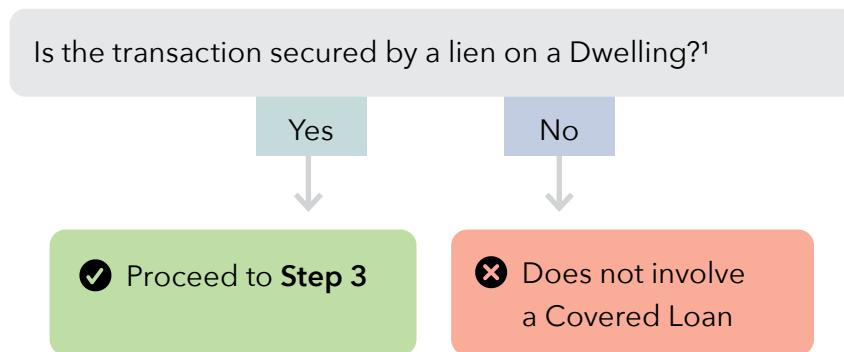 Is the transaction secured by a lien on a Dwelling?¹
Yes
No
Proceed to Step 3
Does not involve
a Covered Loan